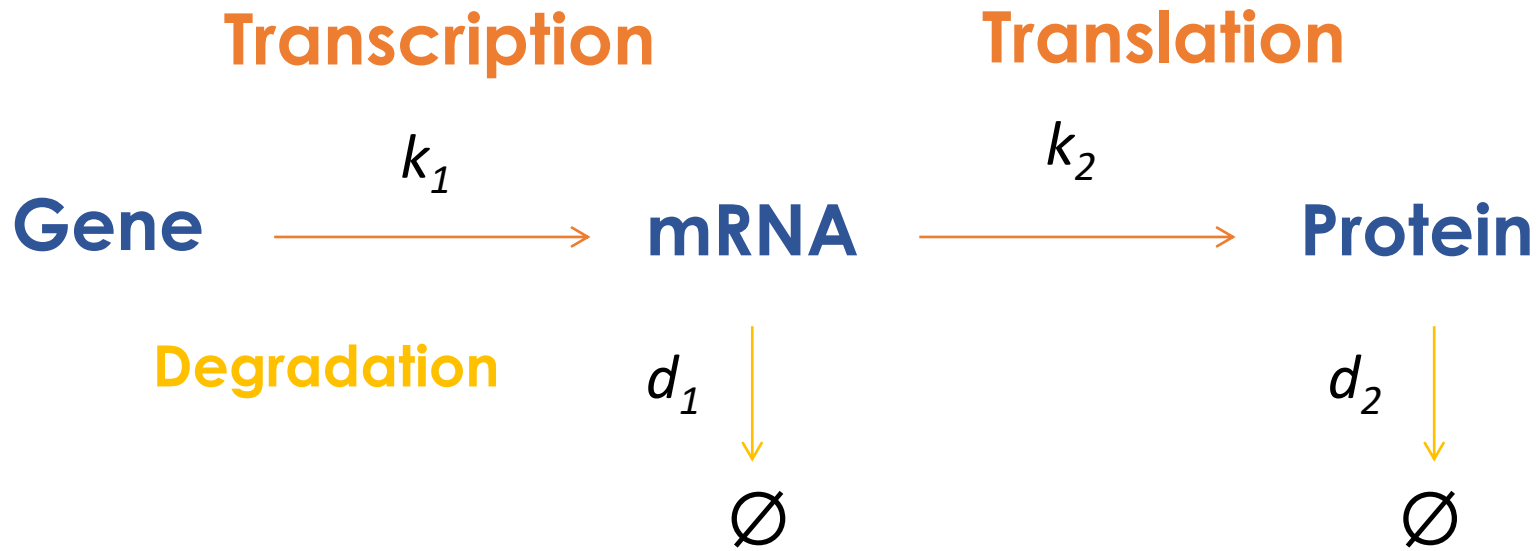 Transcription Translation
k₁ k₂
Gene mRNA Protein
Degradation d₁ d₂
∅ ∅